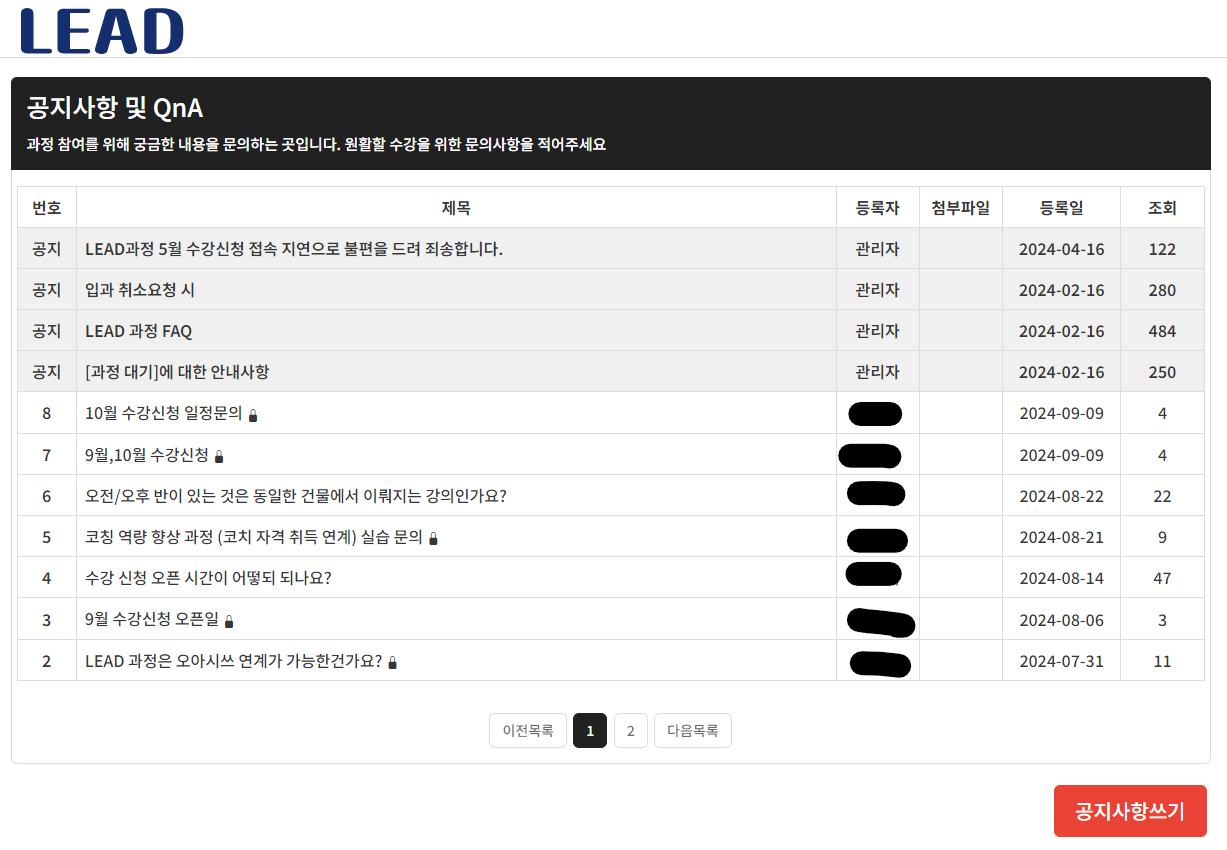 LEAD
공지사항 및 QnA
과정 참여를 위해 궁금한 내용을 문의하는 곳입니다. 원활할 수강을 위한 문의사항을 적어주세요
번호 제목 등록자 첨부파일 등록일 조회
공지 LEAD과정 5월 수강신청 접속 지연으로 불편을 드려 죄송합니다. 관리자 2024-04-16 122
공지 입과 취소요청 시 관리자 2024-02-16 280
공지 LEAD 과정 FAQ 관리자 2024-02-16 484
공지 [과정 대기]에 대한 안내사항 관리자 2024-02-16 250
8 10월 수강신청 일정문의 2024-09-09 4
7 9월,10월 수강신청 2024-09-09 4
6 오전/오후 반이 있는 것은 동일한 건물에서 이뤄지는 강의인가요? 2024-08-22 22
5 코칭 역량 향상 과정 (코치 자격 취득 연계) 실습 문의 2024-08-21 9
4 수강 신청 오픈 시간이 어떻되 되나요? 2024-08-14 47
3 9월 수강신청 오픈일 2024-08-06 3
2 LEAD 과정은 오아시쓰 연계가 가능한건가요? 2024-07-31 11
이전목록 1 2 다음목록
공지사항쓰기